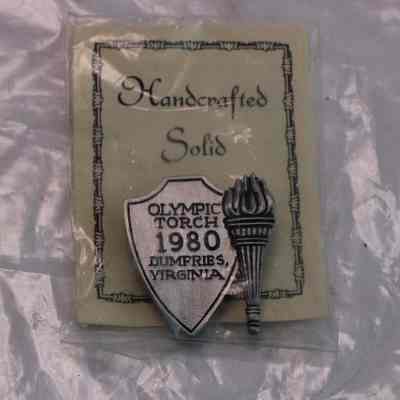 Handcrafted
Solid
OLYMPIC
TORCH
1980
DUMFRIES,
VIRGINIA